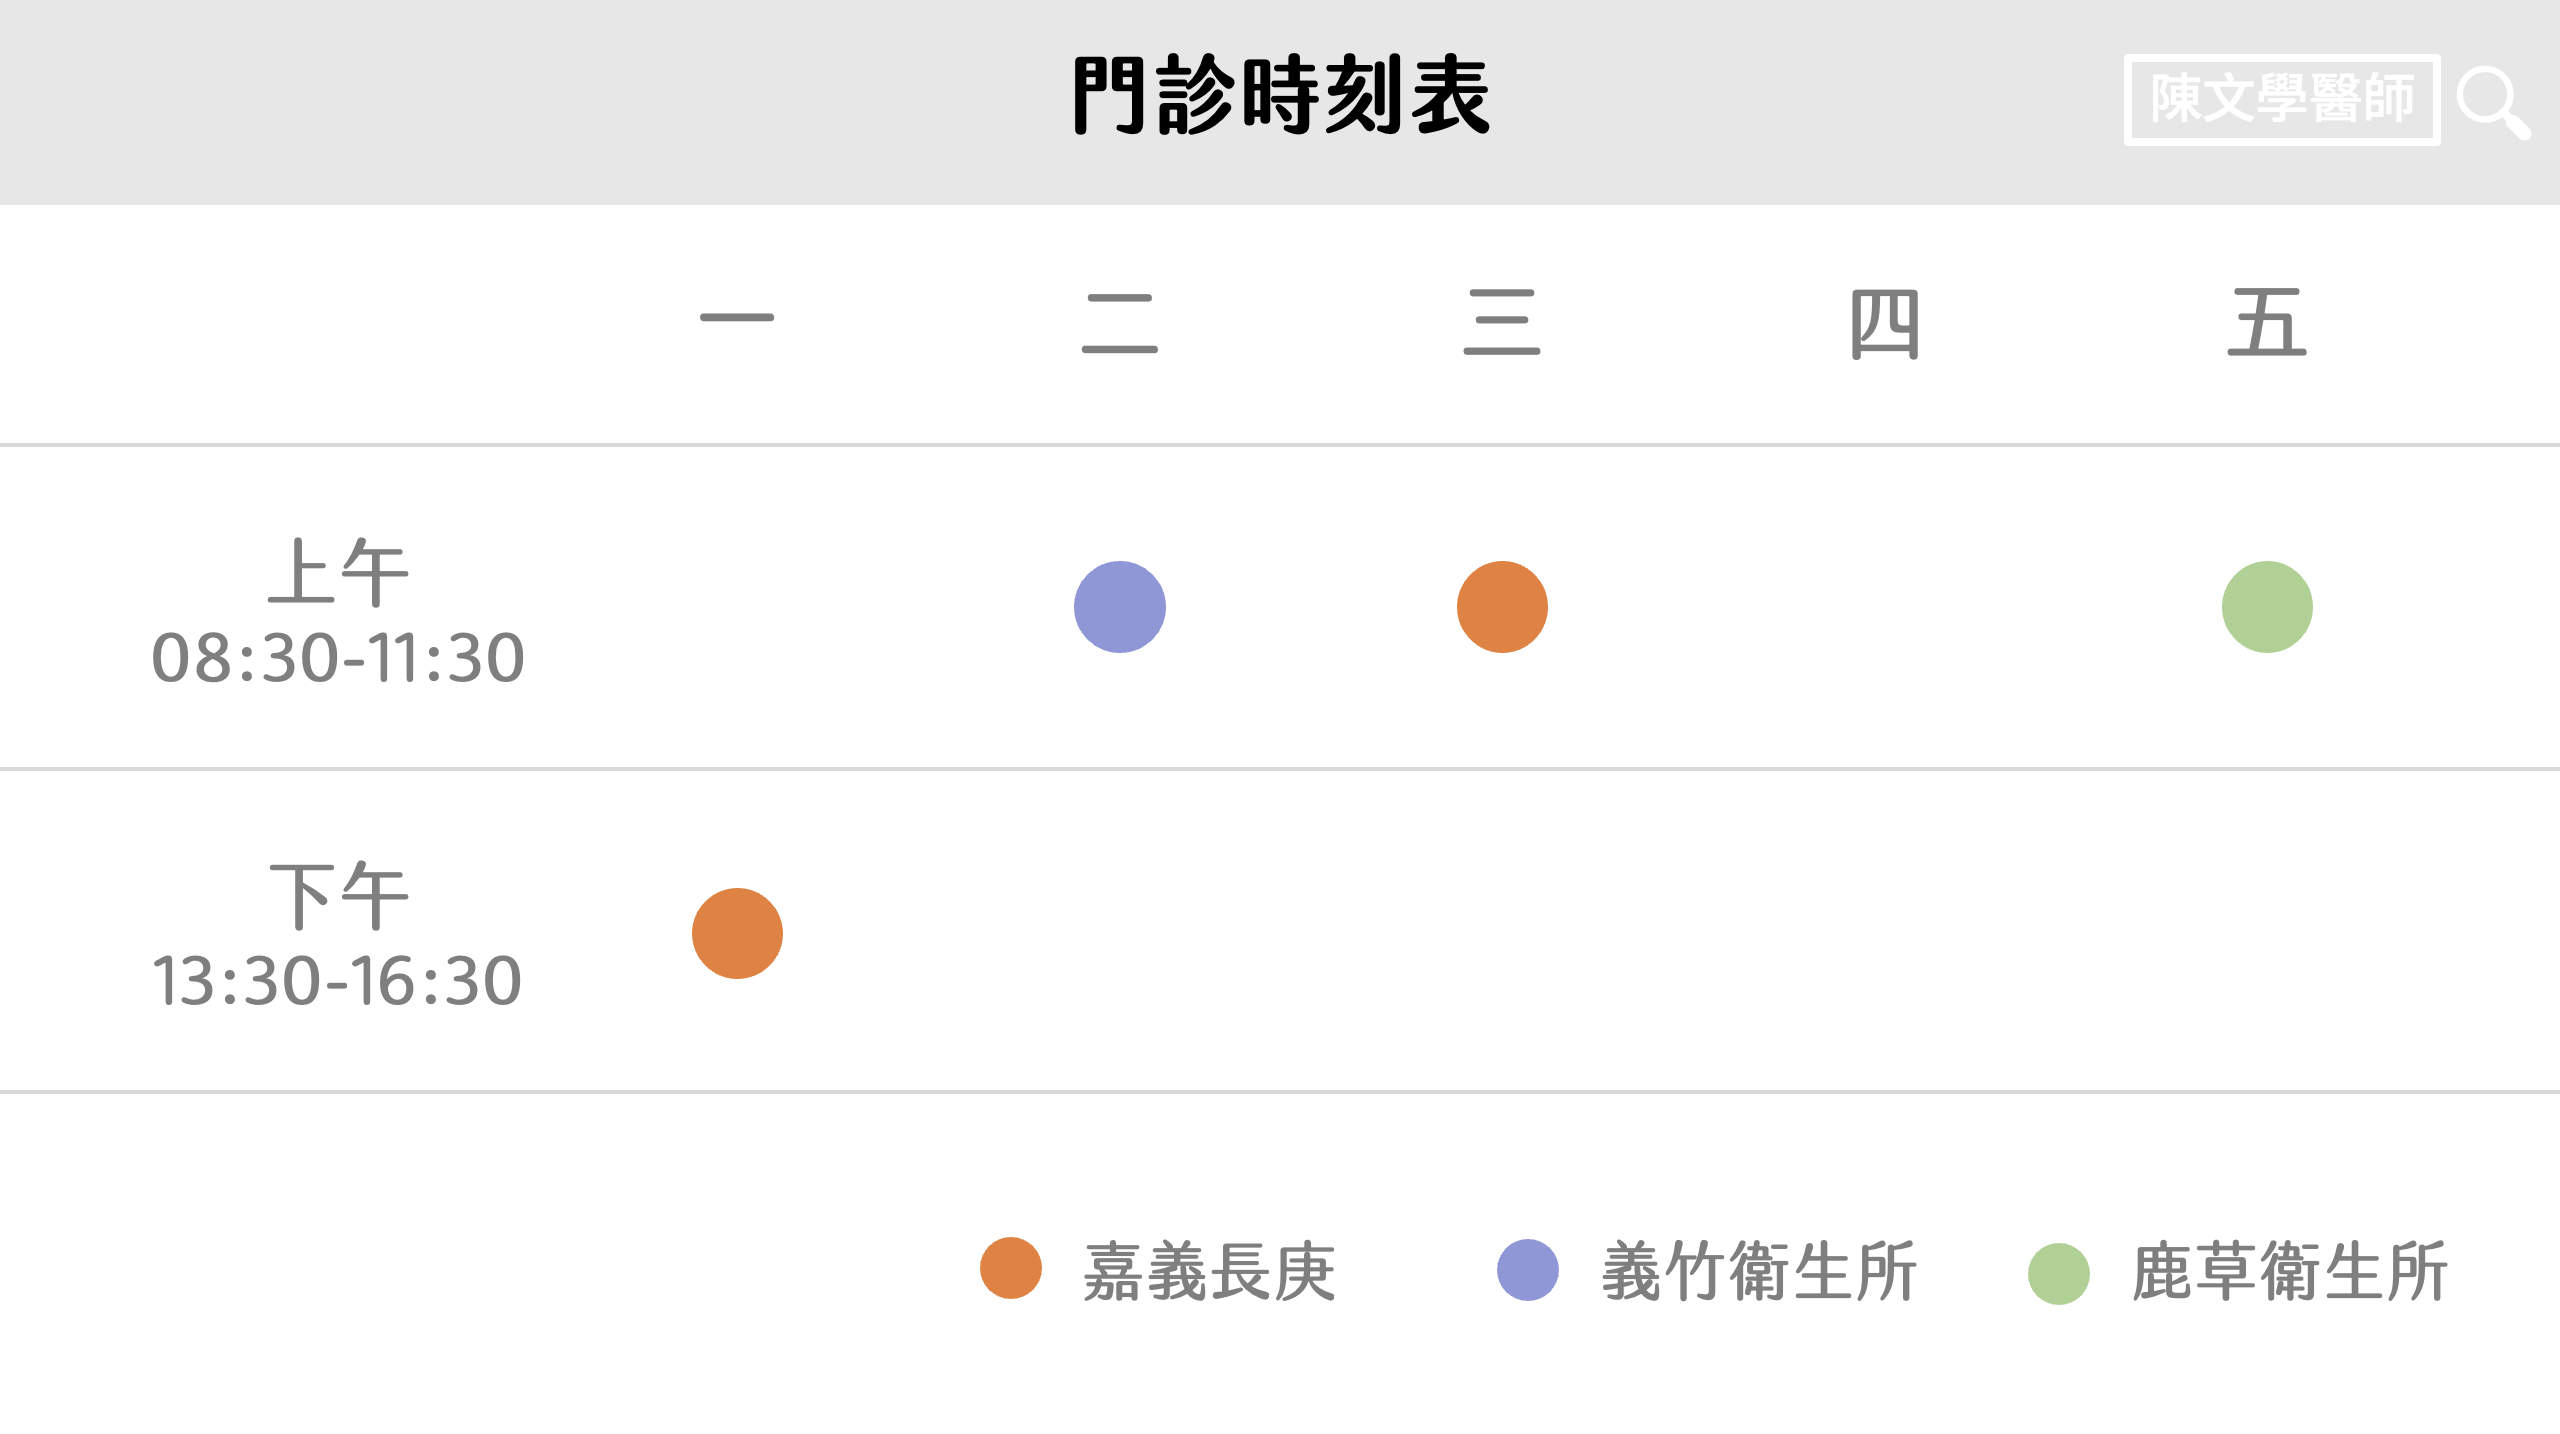 門診時刻表
陳文學醫師
一 二 三 四 五
上午
08:30-11:30
下午
13:30-16:30
嘉義長庚 義竹衛生所 鹿草衛生所